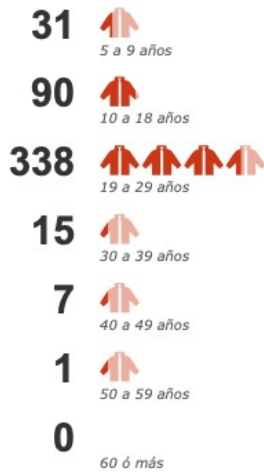 31
5 a 9 años
90
10 a 18 años
338
19 a 29 años
15
30 a 39 años
7
40 a 49 años
1
50 a 59 años
0
60 ó más